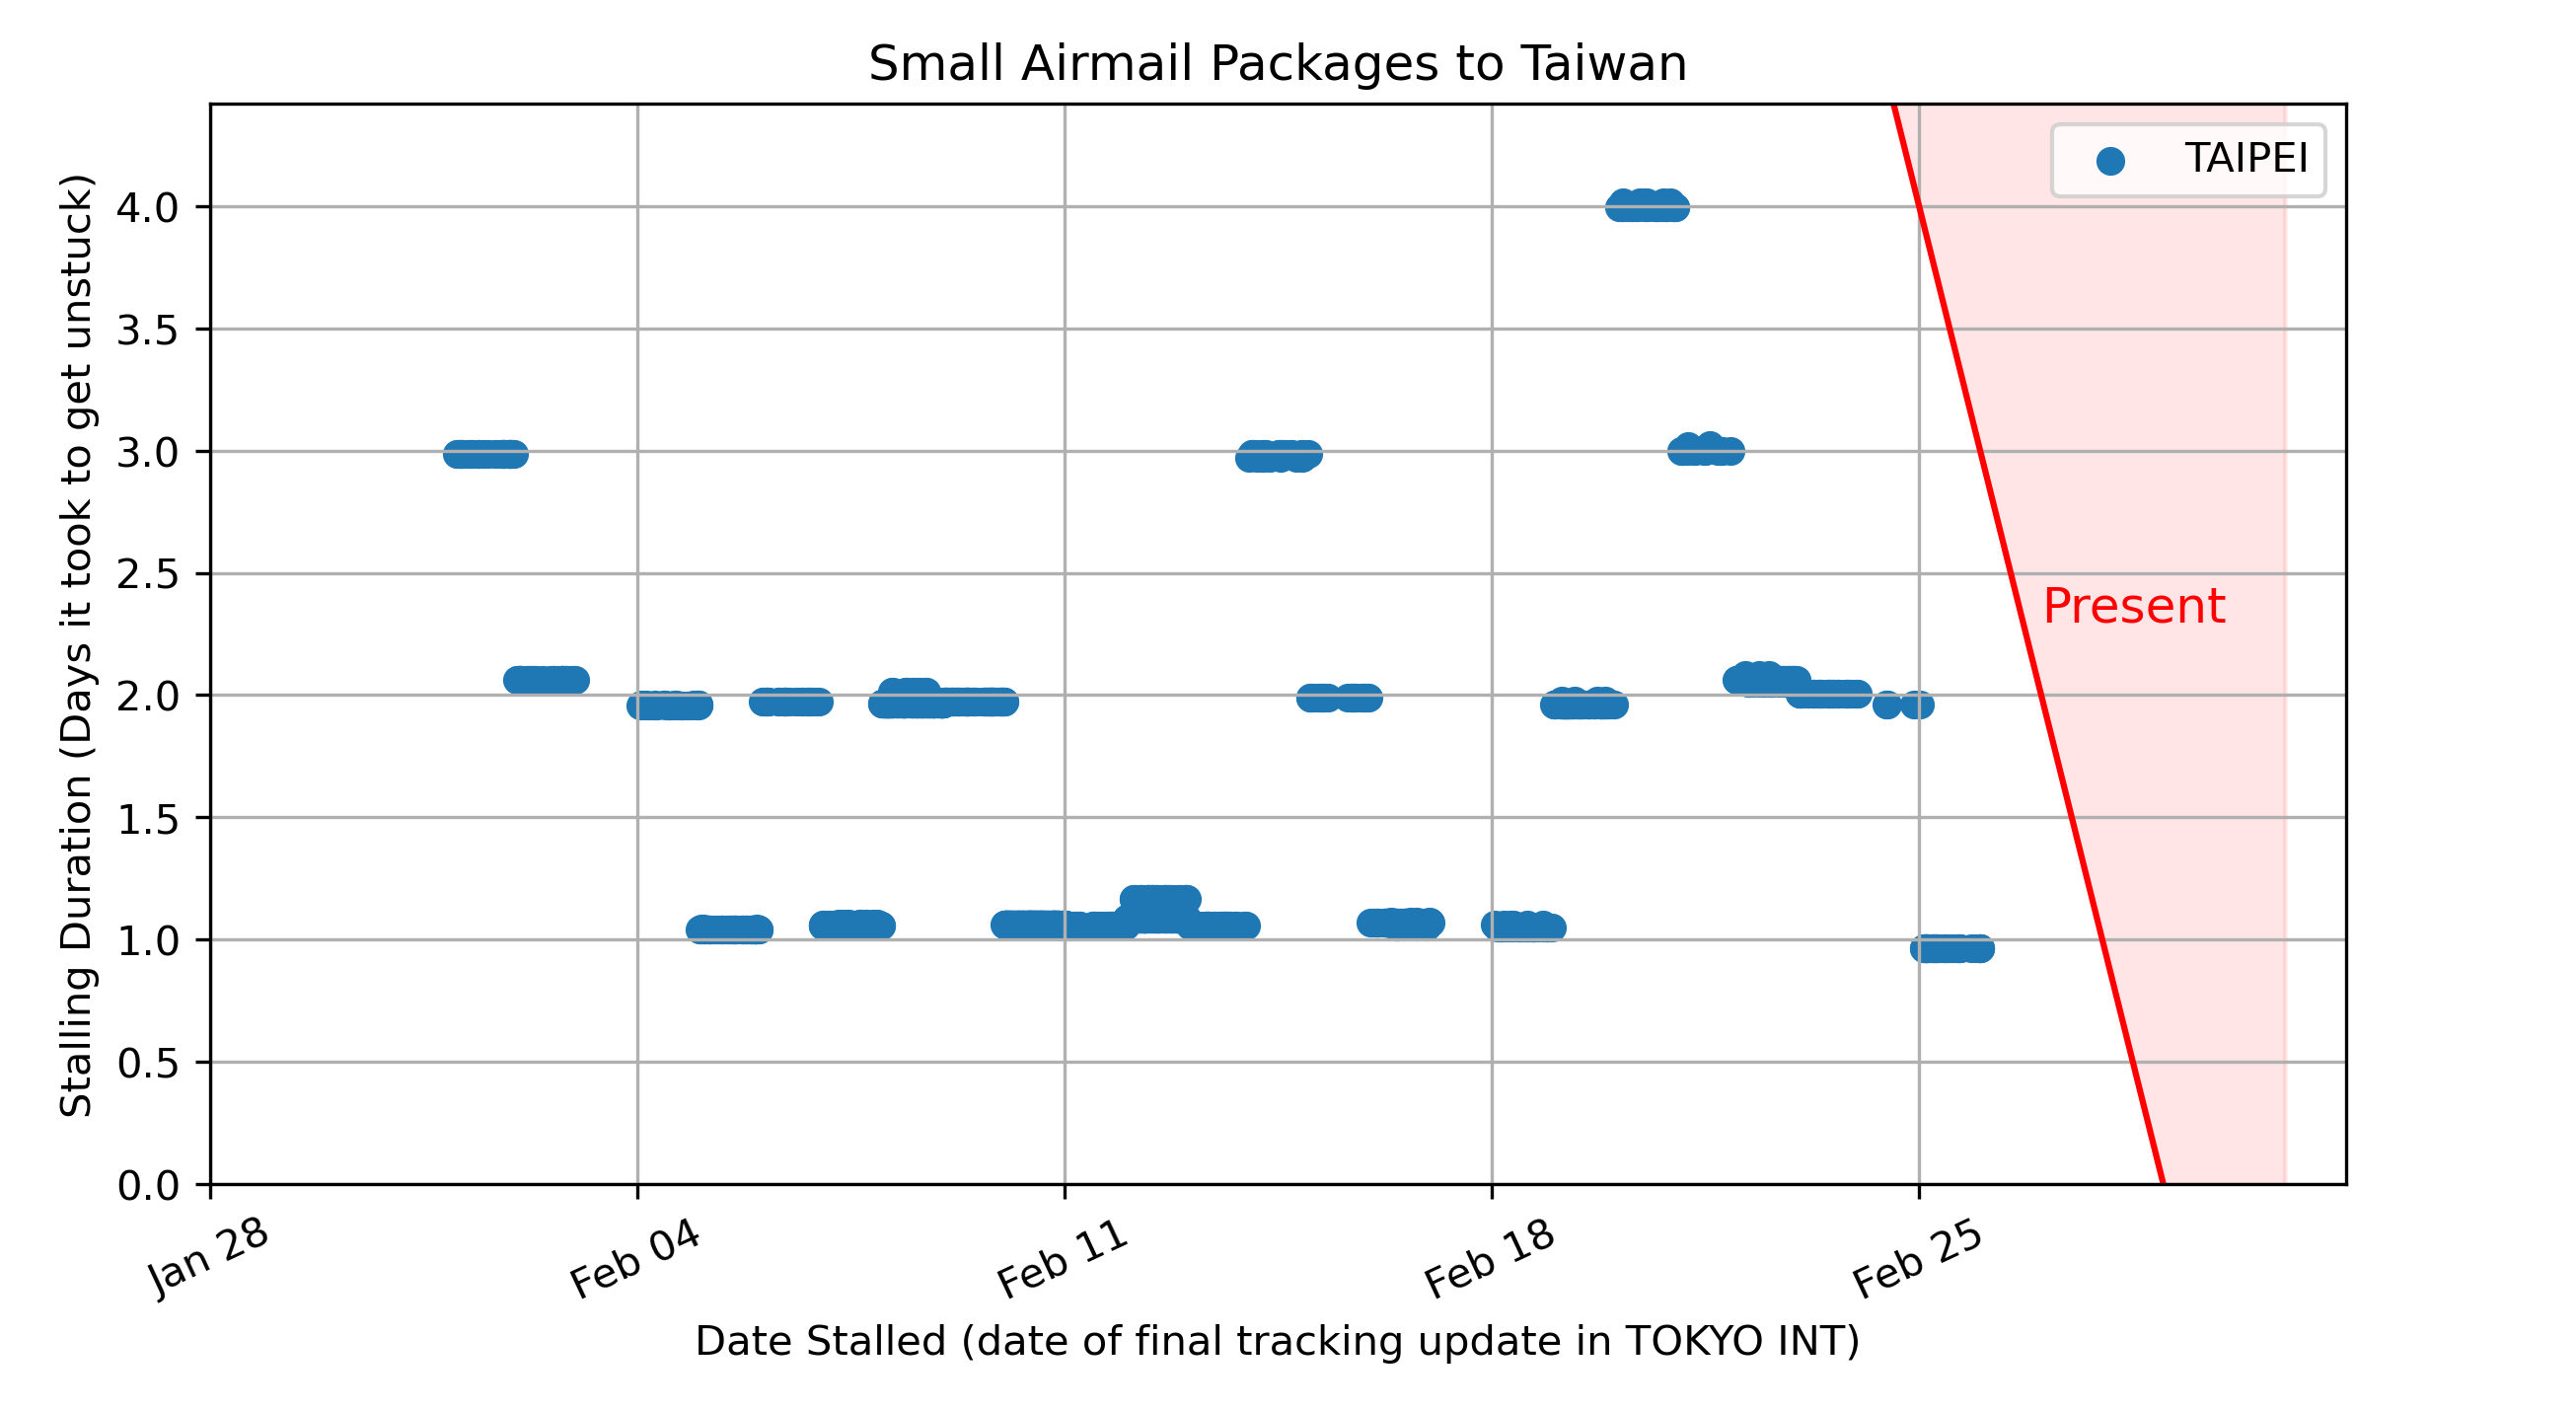 Small Airmail Packages to Taiwan
TAIPEI
Stalling Duration (Days it took to get unstuck)
4.0
3.5
3.0
2.5
2.0
1.5
1.0
0.5
0.0
Present
Jan 28
Feb 04
Feb 11
Feb 18
Feb 25
Date Stalled (date of final tracking update in TOKYO INT)